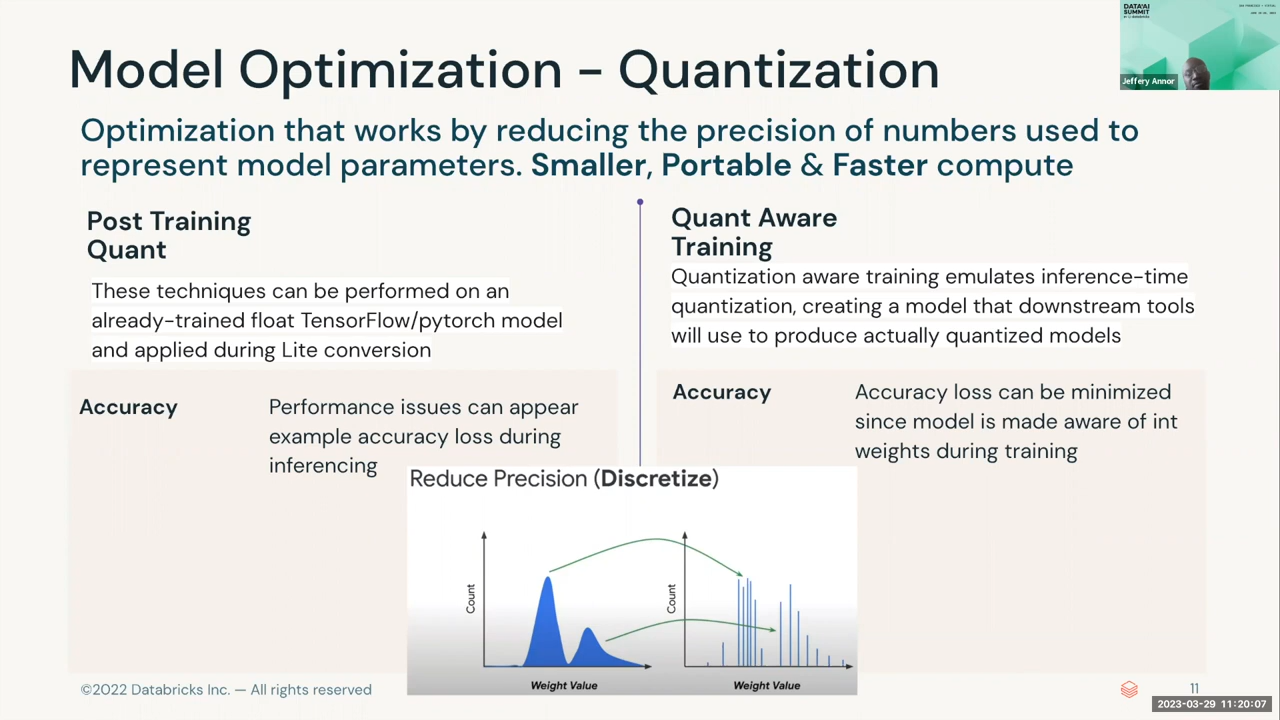 DATA+AI
SUMMIT
Jeffery Annor
Model Optimization - Quantization
Optimization that works by reducing the precision of numbers used to
represent model parameters. Smaller, Portable & Faster compute
Post Training
Quant
These techniques can be performed on an
already-trained float TensorFlow/pytorch model
and applied during Lite conversion
Accuracy
Performance issues can appear
example accuracy loss during
inferencing
Quant Aware
Training
Quantization aware training emulates inference-time
quantization, creating a model that downstream tools
will use to produce actually quantized models
Accuracy
Accuracy loss can be minimized
since model is made aware of int
weights during training
Reduce Precision (Discretize)
Count
Weight Value
Count
Weight Value
©2022 Databricks Inc. — All rights reserved
11
2023-03-29 11:20:07